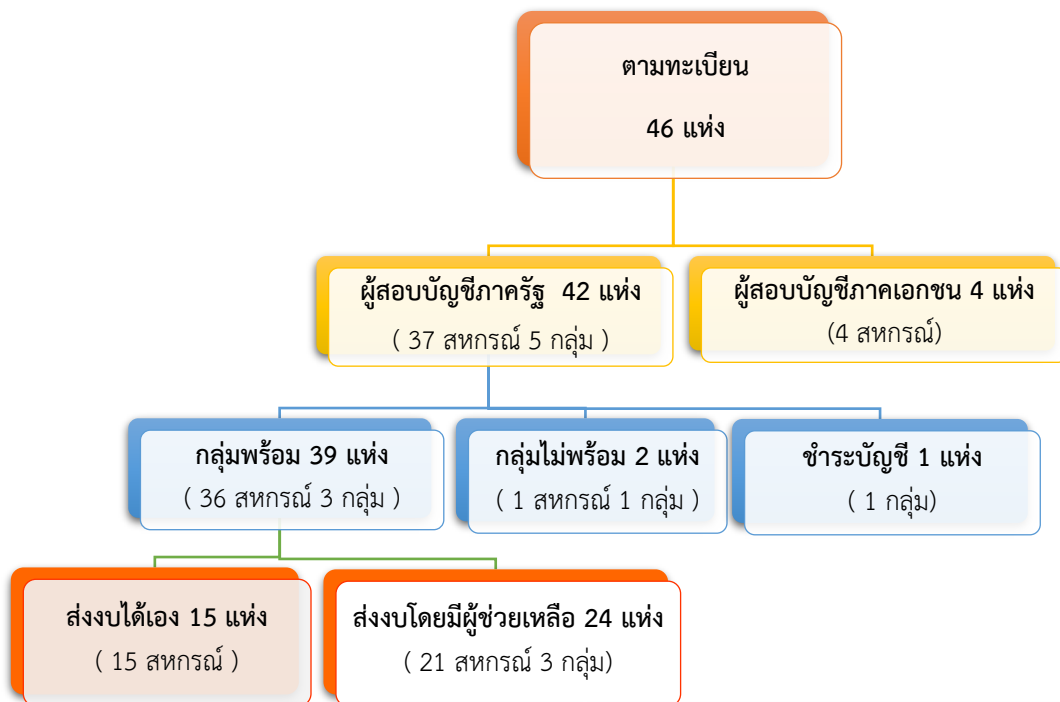 ตามทะเบียน
46 แห่ง
ผู้สอบบัญชีภาครัฐ 42 แห่ง
( 37 สหกรณ์ 5 กลุ่ม )
ผู้สอบบัญชีภาคเอกชน 4 แห่ง
(4 สหกรณ์)
กลุ่มพร้อม 39 แห่ง
( 36 สหกรณ์ 3 กลุ่ม )
กลุ่มไม่พร้อม 2 แห่ง
( 1 สหกรณ์ 1 กลุ่ม )
ชำระบัญชี 1 แห่ง
( 1 กลุ่ม)
ส่งงบได้เอง 15 แห่ง
( 15 สหกรณ์ )
ส่งงบโดยมีผู้ช่วยเหลือ 24 แห่ง
( 21 สหกรณ์ 3 กลุ่ม)